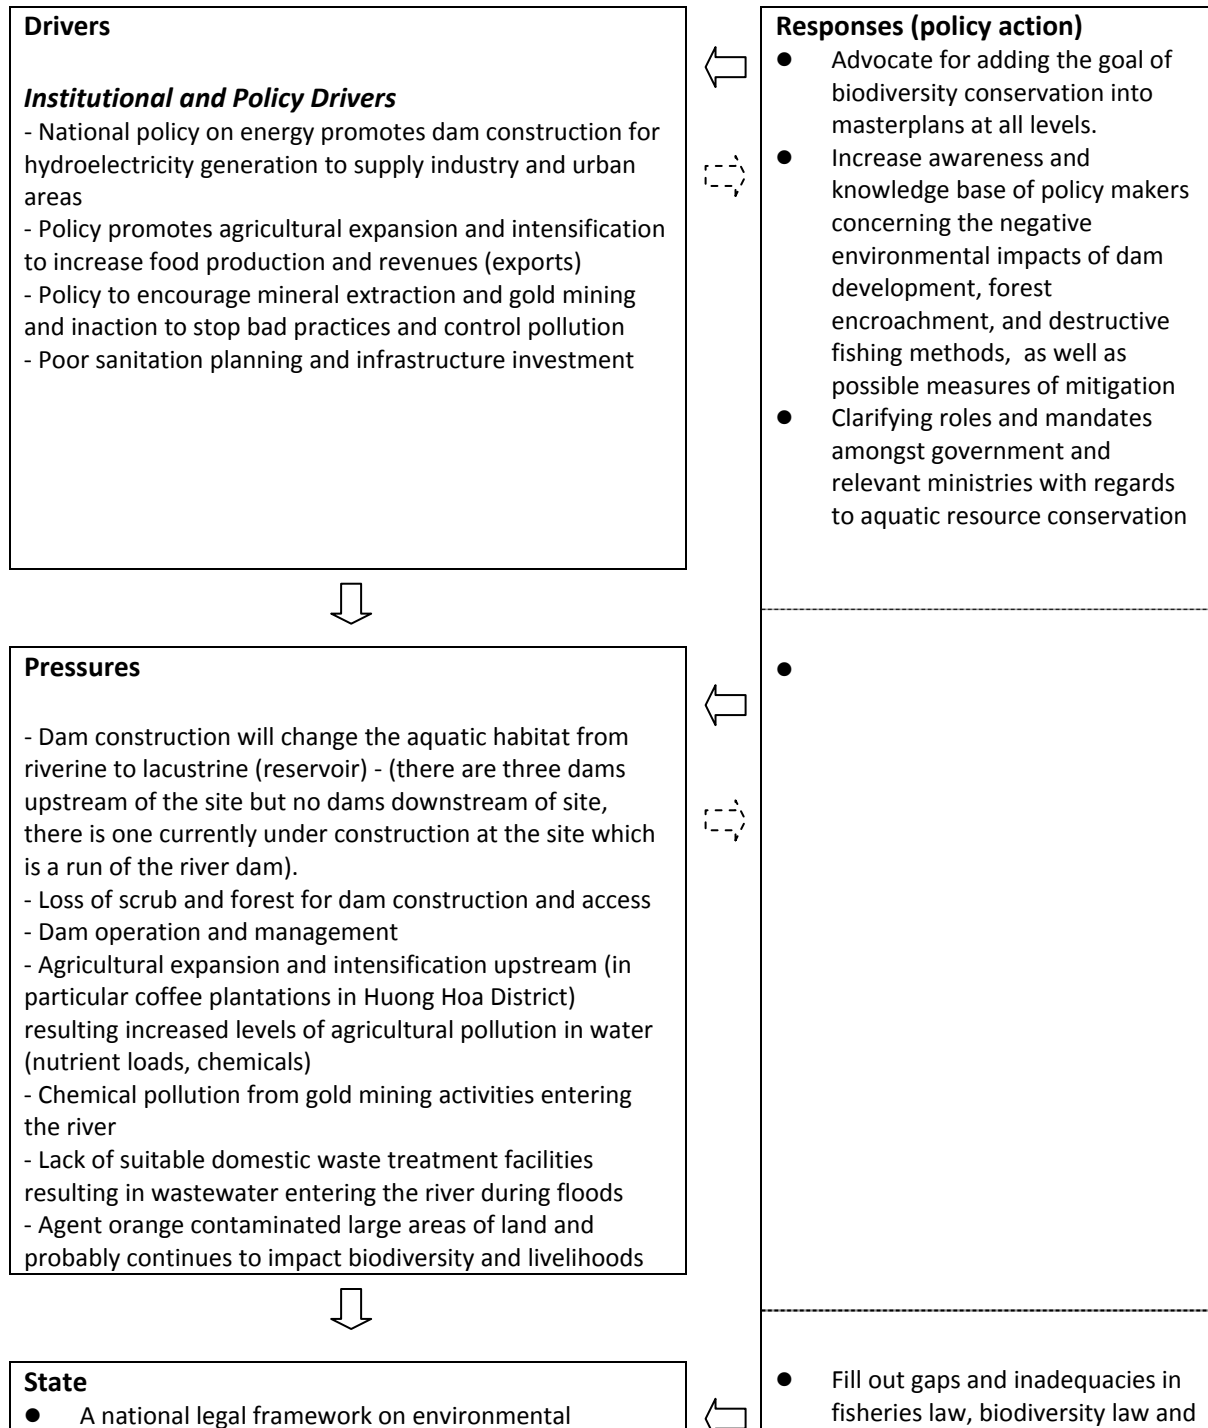 Drivers
Institutional and Policy Drivers
- National policy on energy promotes dam construction for
hydroelectricity generation to supply industry and urban
areas
- Policy promotes agricultural expansion and intensification
to increase food production and revenues (exports)
- Policy to encourage mineral extraction and gold mining
and inaction to stop bad practices and control pollution
- Poor sanitation planning and infrastructure investment
Responses (policy action)
● Advocate for adding the goal of
biodiversity conservation into
masterplans at all levels.
● Increase awareness and
knowledge base of policy makers
concerning the negative
environmental impacts of dam
development, forest
encroachment, and destructive
fishing methods, as well as
possible measures of mitigation
● Clarifying roles and mandates
amongst government and
relevant ministries with regards
to aquatic resource conservation
Pressures
- Dam construction will change the aquatic habitat from
riverine to lacustrine (reservoir) - (there are three dams
upstream of the site but no dams downstream of site,
there is one currently under construction at the site which
is a run of the river dam).
- Loss of scrub and forest for dam construction and access
- Dam operation and management
- Agricultural expansion and intensification upstream (in
particular coffee plantations in Huong Hoa District)
resulting increased levels of agricultural pollution in water
(nutrient loads, chemicals)
- Chemical pollution from gold mining activities entering
the river
- Lack of suitable domestic waste treatment facilities
resulting in wastewater entering the river during floods
- Agent orange contaminated large areas of land and
probably continues to impact biodiversity and livelihoods
●
State
● A national legal framework on environmental
● Fill out gaps and inadequacies in
fisheries law, biodiversity law and